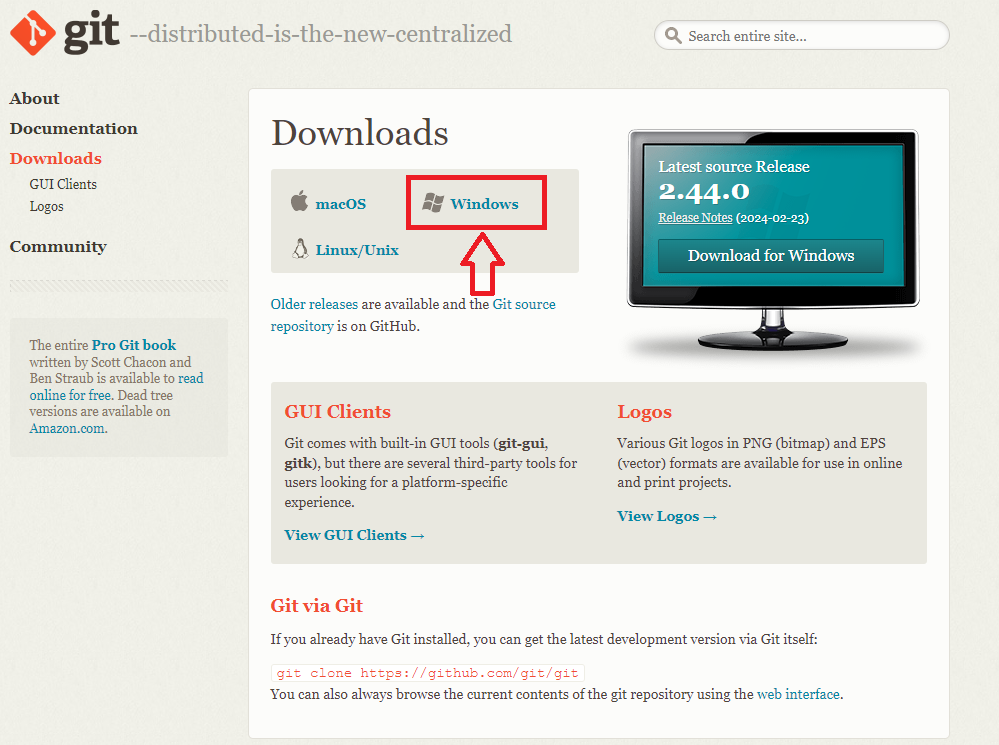 git --distributed-is-the-new-centralized
Search entire site...
About
Documentation
Downloads
GUI Clients
Logos
Community
The entire Pro Git book
written by Scott Chacon and
Ben Straub is available to read
online for free. Dead tree
versions are available on
Amazon.com.
Downloads
macOS
Windows
Linux/Unix
Older releases are available and the Git source
repository is on GitHub.
Latest source Release
2.44.0
Release Notes (2024-02-23)
Download for Windows
GUI Clients
Git comes with built-in GUI tools (git-gui,
gitk), but there are several third-party tools for
users looking for a platform-specific
experience.
View GUI Clients →
Logos
Various Git logos in PNG (bitmap) and EPS
(vector) formats are available for use in online
and print projects.
View Logos →
Git via Git
If you already have Git installed, you can get the latest development version via Git itself:
git clone https://github.com/git/git
You can also always browse the current contents of the git repository using the web interface.